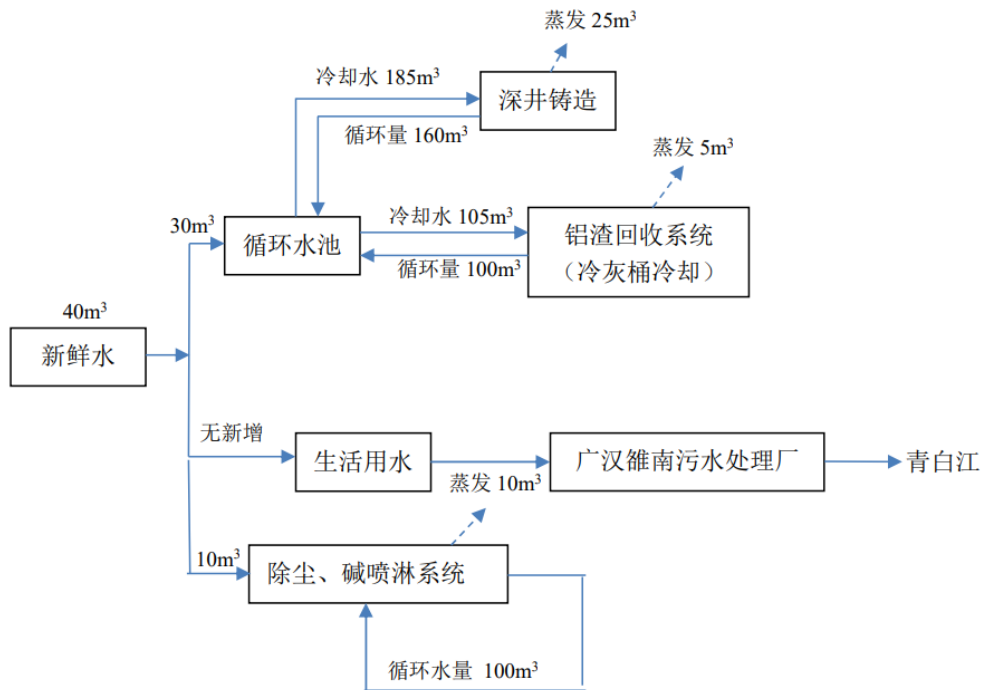 蒸发 25m³
冷却水 185m³
深井铸造
循环量 160m³
蒸发 5m³
30m³
冷却水 105m³
循环水池
铝渣回收系统
（冷灰桶冷却）
循环量 100m³
40m³
新鲜水
无新增
生活用水
广汉雒南污水处理厂
青白江
蒸发 10m³
10m³
除尘、碱喷淋系统
循环水量 100m³